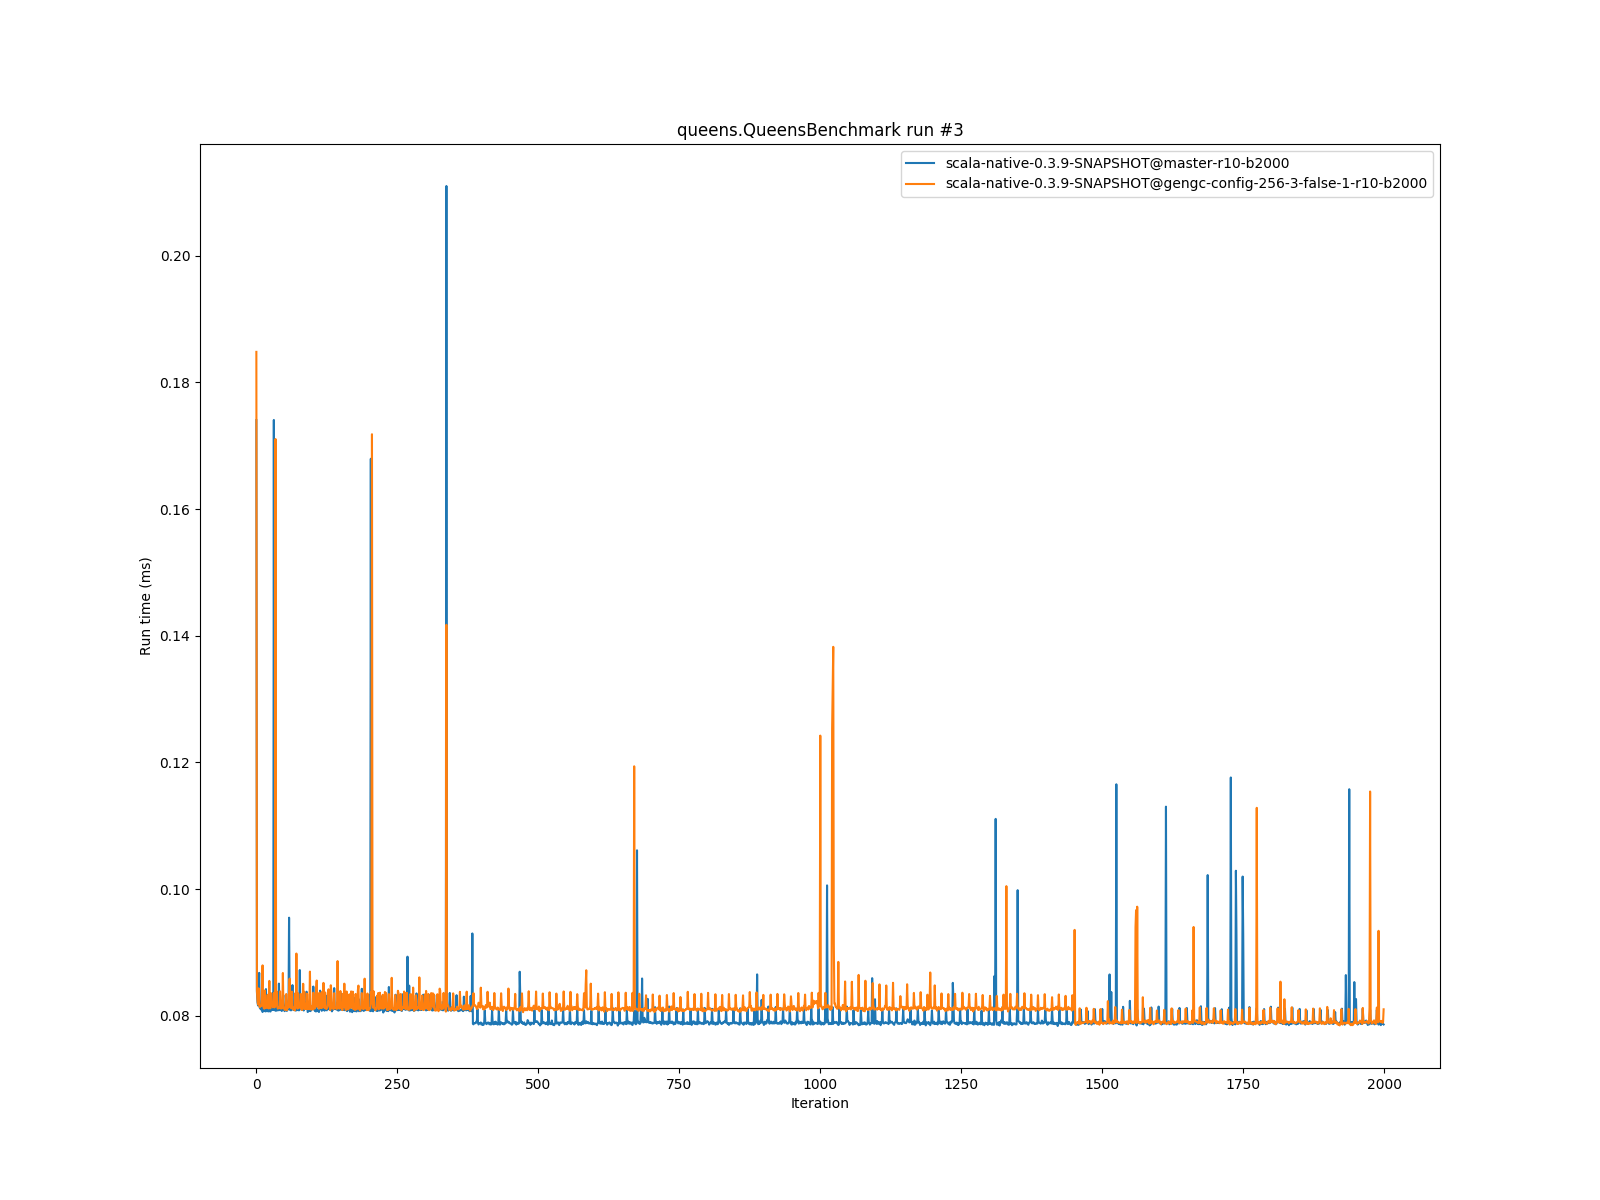 queens.QueensBenchmark run #3
scala-native-0.3.9-SNAPSHOT@master-r10-b2000
scala-native-0.3.9-SNAPSHOT@gengc-config-256-3-false-1-r10-b2000
Run time (ms)
0.20
0.18
0.16
0.14
0.12
0.10
0.08
0 250 500 750 1000 1250 1500 1750 2000
Iteration